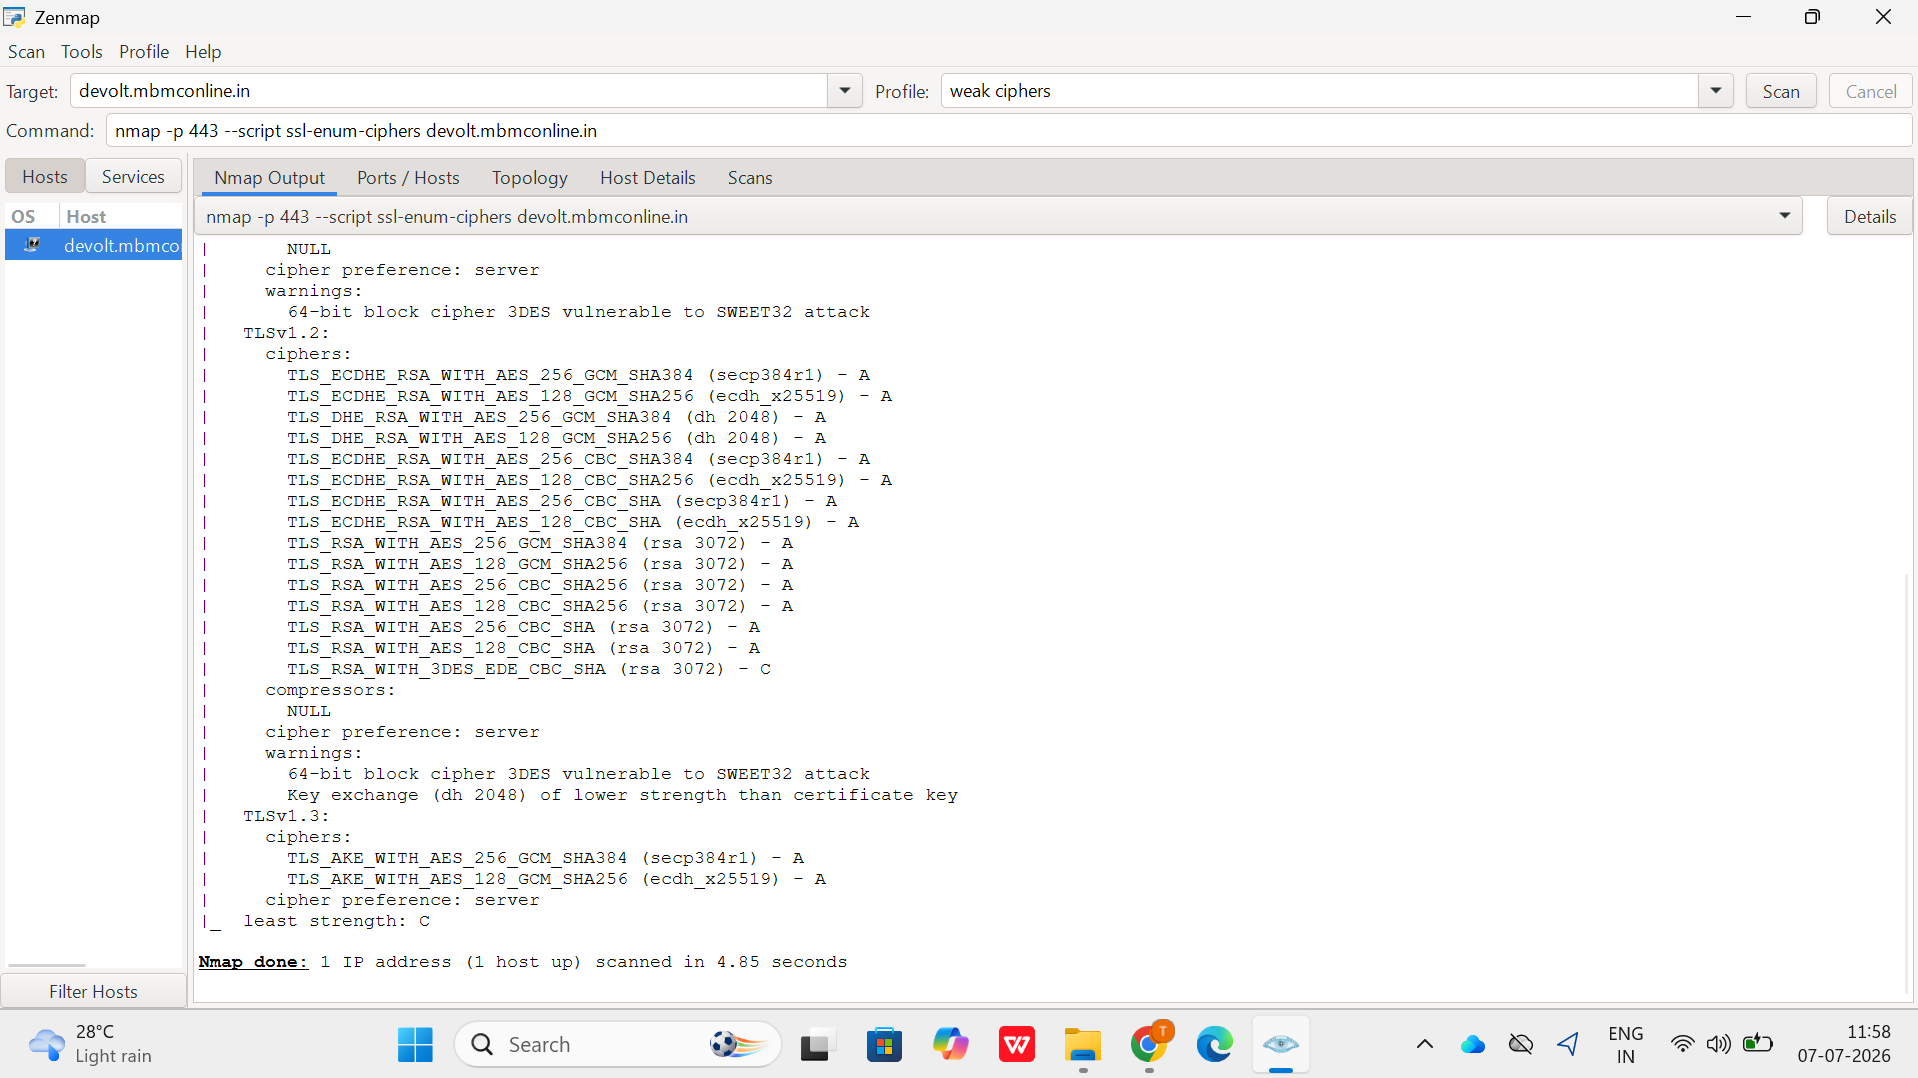 Zenmap
Scan Tools Profile Help
Target: devolt.mbmconline.in Profile: weak ciphers Scan Cancel
Command: nmap -p 443 --script ssl-enum-ciphers devolt.mbmconline.in
Hosts Services
Nmap Output Ports / Hosts Topology Host Details Scans
OS Host
nmap -p 443 --script ssl-enum-ciphers devolt.mbmconline.in Details
devolt.mbmco
| NULL
| cipher preference: server
| warnings:
| 64-bit block cipher 3DES vulnerable to SWEET32 attack
| TLSv1.2:
| ciphers:
| TLS_ECDHE_RSA_WITH_AES_256_GCM_SHA384 (secp384r1) - A
| TLS_ECDHE_RSA_WITH_AES_128_GCM_SHA256 (ecdh_x25519) - A
| TLS_DHE_RSA_WITH_AES_256_GCM_SHA384 (dh 2048) - A
| TLS_DHE_RSA_WITH_AES_128_GCM_SHA256 (dh 2048) - A
| TLS_ECDHE_RSA_WITH_AES_256_CBC_SHA384 (secp384r1) - A
| TLS_ECDHE_RSA_WITH_AES_128_CBC_SHA256 (ecdh_x25519) - A
| TLS_ECDHE_RSA_WITH_AES_256_CBC_SHA (secp384r1) - A
| TLS_ECDHE_RSA_WITH_AES_128_CBC_SHA (ecdh_x25519) - A
| TLS_RSA_WITH_AES_256_GCM_SHA384 (rsa 3072) - A
| TLS_RSA_WITH_AES_128_GCM_SHA256 (rsa 3072) - A
| TLS_RSA_WITH_AES_256_CBC_SHA256 (rsa 3072) - A
| TLS_RSA_WITH_AES_128_CBC_SHA256 (rsa 3072) - A
| TLS_RSA_WITH_AES_256_CBC_SHA (rsa 3072) - A
| TLS_RSA_WITH_AES_128_CBC_SHA (rsa 3072) - A
| TLS_RSA_WITH_3DES_EDE_CBC_SHA (rsa 3072) - C
| compressors:
| NULL
| cipher preference: server
| warnings:
| 64-bit block cipher 3DES vulnerable to SWEET32 attack
| Key exchange (dh 2048) of lower strength than certificate key
| TLSv1.3:
| ciphers:
| TLS_AKE_WITH_AES_256_GCM_SHA384 (secp384r1) - A
| TLS_AKE_WITH_AES_128_GCM_SHA256 (ecdh_x25519) - A
| cipher preference: server
|_ least strength: C
Nmap done: 1 IP address (1 host up) scanned in 4.85 seconds
Filter Hosts
28°C
Light rain
Search
T
W
ENG
IN
11:58
07-07-2026